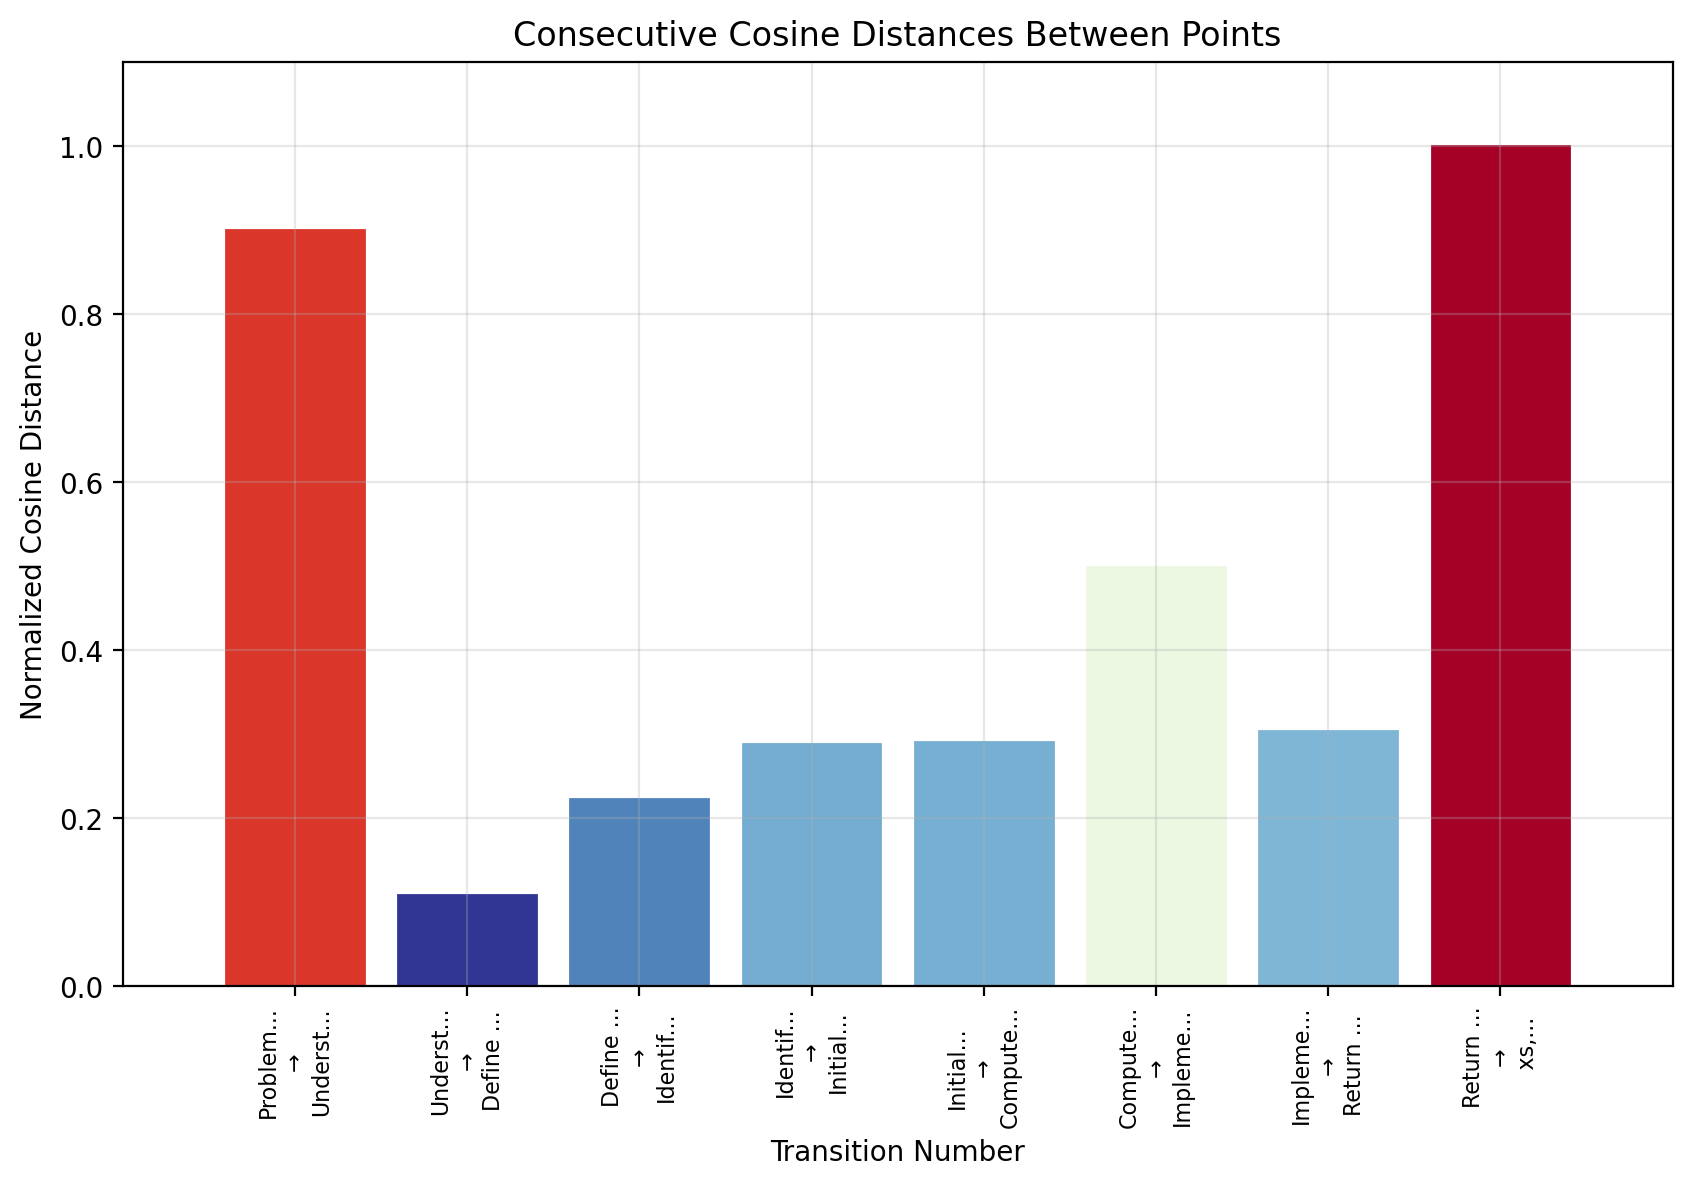 Consecutive Cosine Distances Between Points
Normalized Cosine Distance
1.0
0.8
0.6
0.4
0.2
0.0
Problem...
→
Underst...
Underst...
→
Define ...
Define ...
→
Identif...
Identif...
→
Initial...
Initial...
→
Compute...
Compute...
→
Impleme...
Impleme...
→
Return ...
Return ...
→
xs,...
Transition Number